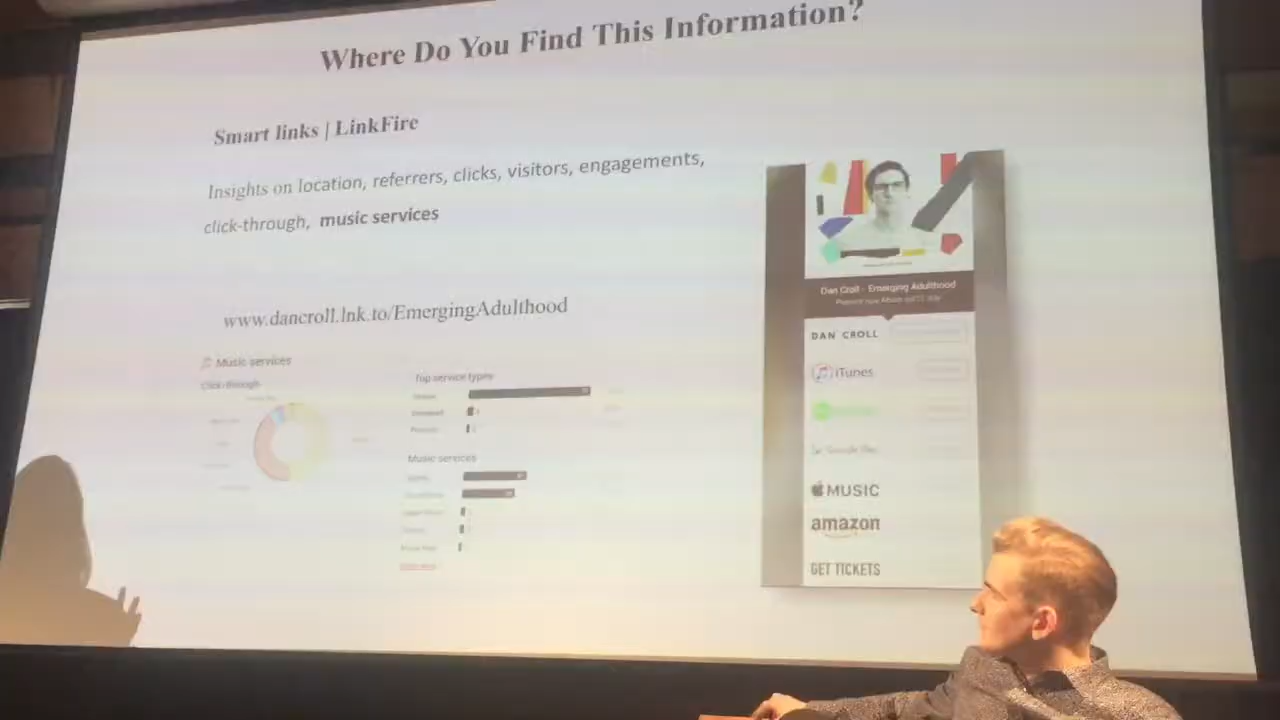 Where Do You Find This Information?
Smart links | LinkFire
Insights on location, referrers, clicks, visitors, engagements,
click-through, music services
www.dancroll.lnk.to/EmergingAdulthood
Music services
Click-through
Top service types
Music services
Dan Croll - Emerging Adulthood
DAN CROLL
iTunes
MUSIC
amazon
GET TICKETS